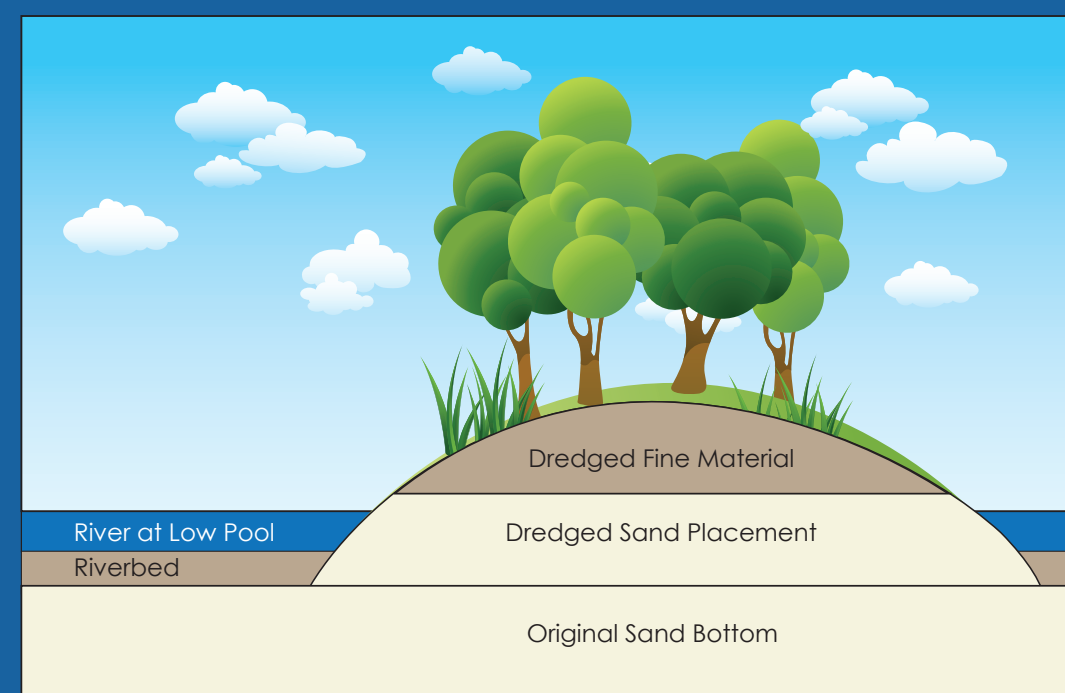 Dredged Fine Material
River at Low Pool
Dredged Sand Placement
Riverbed
Original Sand Bottom